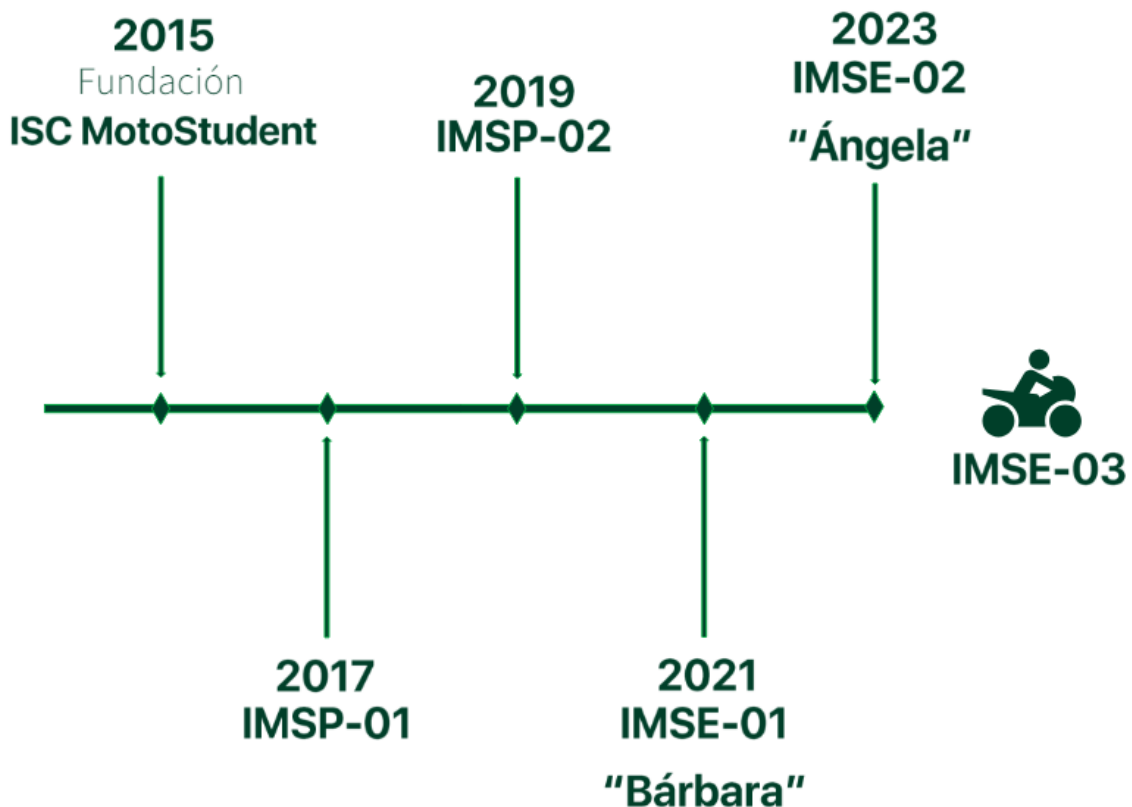 2015
Fundación
ISC MotoStudent
2017
IMSP-01
2019
IMSP-02
2021
IMSE-01
“Bárbara”
2023
IMSE-02
“Ángela”
IMSE-03